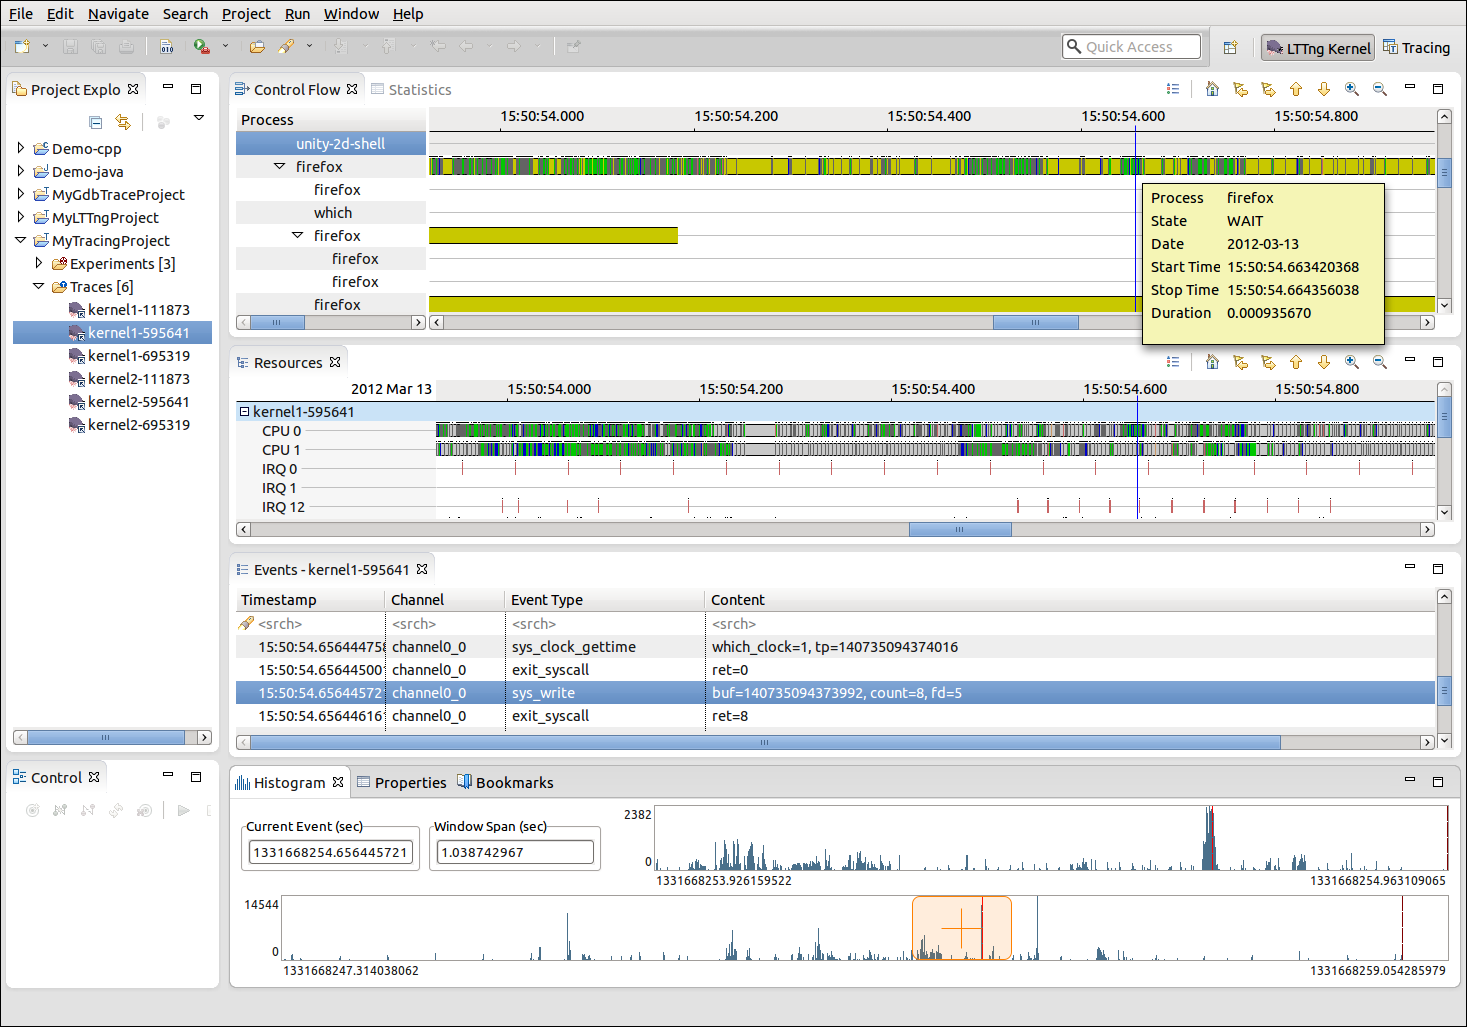 File Edit Navigate Search Project Run Window Help
Quick Access LTTng Kernel Tracing
Project Explo
Demo-cpp
Demo-java
MyGdbTraceProject
MyLTTngProject
MyTracingProject
Experiments [3]
Traces [6]
kernel1-111873
kernel1-595641
kernel1-695319
kernel2-111873
kernel2-595641
kernel2-695319
Control
Control Flow Statistics
Process 15:50:54.000 15:50:54.200 15:50:54.400 15:50:54.600 15:50:54.800
unity-2d-shell
firefox
firefox
which
firefox
firefox
firefox
firefox
Process firefox
State WAIT
Date 2012-03-13
Start Time 15:50:54.663420368
Stop Time 15:50:54.664356038
Duration 0.000935670
Resources
2012 Mar 13 15:50:54.000 15:50:54.200 15:50:54.400 15:50:54.600 15:50:54.800
kernel1-595641
CPU 0
CPU 1
IRQ 0
IRQ 1
IRQ 12
Events - kernel1-595641
Timestamp Channel Event Type Content
<srch> <srch> <srch> <srch>
15:50:54.656444758 channel0_0 sys_clock_gettime which_clock=1, tp=140735094374016
15:50:54.656445001 channel0_0 exit_syscall ret=0
15:50:54.65644572 channel0_0 sys_write buf=140735094373992, count=8, fd=5
15:50:54.656446161 channel0_0 exit_syscall ret=8
Histogram Properties Bookmarks
Current Event (sec) Window Span (sec)
1331668254.656445721 1.038742967
2382
0
1331668253.926159522 1331668254.963109065
14544
0
1331668247.314038062 1331668259.054285979